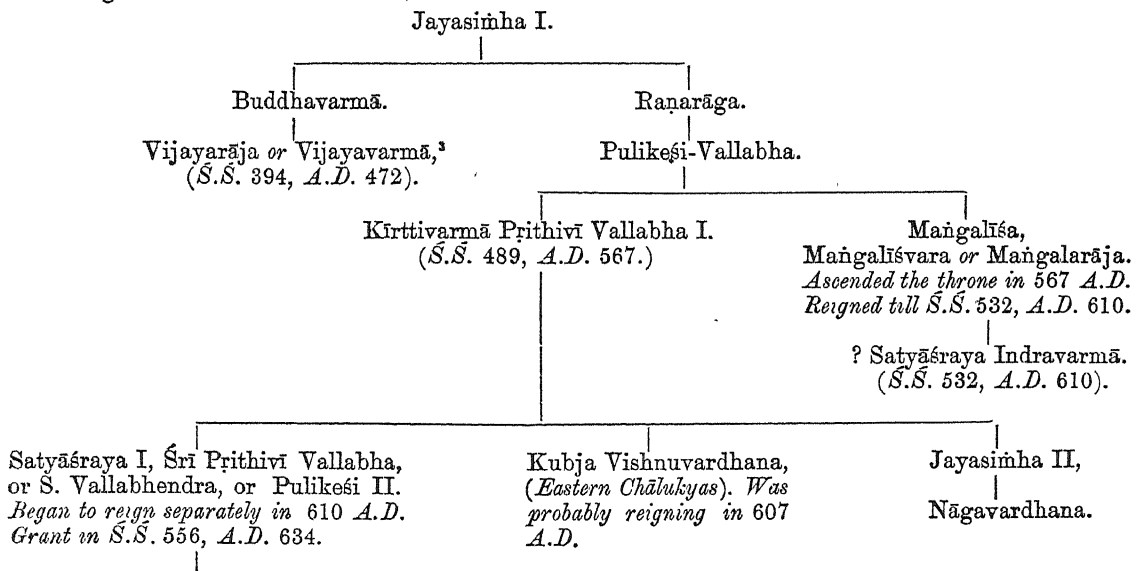 Jayasiṁha I.
Buddhavarmā.
Raṇarāga.
Vijayarāja or Vijayavarmā,³
(Ś.Ś. 394, A.D. 472).
Pulikeśi-Vallabha.
Kīrttivarmā Pṛithivī Vallabha I.
(Ś.Ś. 489, A.D. 567.)
Maṅgalīśa,
Maṅgalīśvara or Maṅgalarāja.
Ascended the throne in 567 A.D.
Reigned till Ś.Ś. 532, A.D. 610.
? Satyāśraya Indravarmā.
(Ś.Ś. 532, A.D. 610).
Satyāśraya I, Śrī Pṛithivī Vallabha,
or S. Vallabhendra, or Pulikeśi II.
Began to reign separately in 610 A.D.
Grant in Ś.Ś. 556, A.D. 634.
Kubja Vishnuvardhana,
(Eastern Chālukyas). Was
probably reigning in 607
A.D.
Jayasiṁha II,
Nāgavardhana.